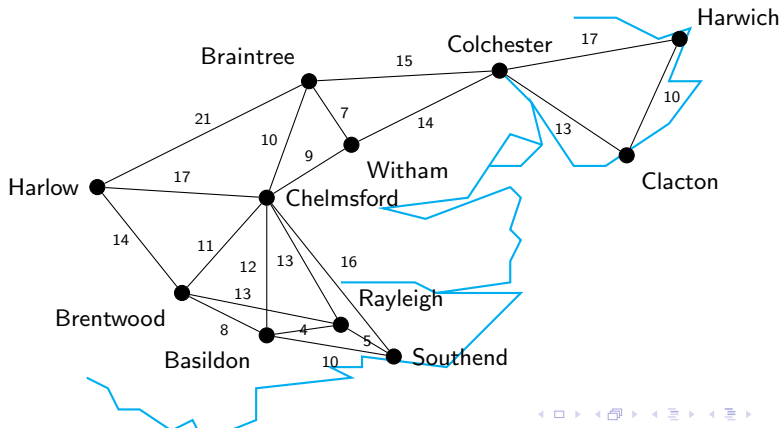 Harwich
17
Colchester
15
Braintree
10
7
14
13
21
10
9
Witham
Clacton
17
Harlow
Chelmsford
14
11
12
13
16
13
Rayleigh
Brentwood
8
4
5
Basildon
10
Southend